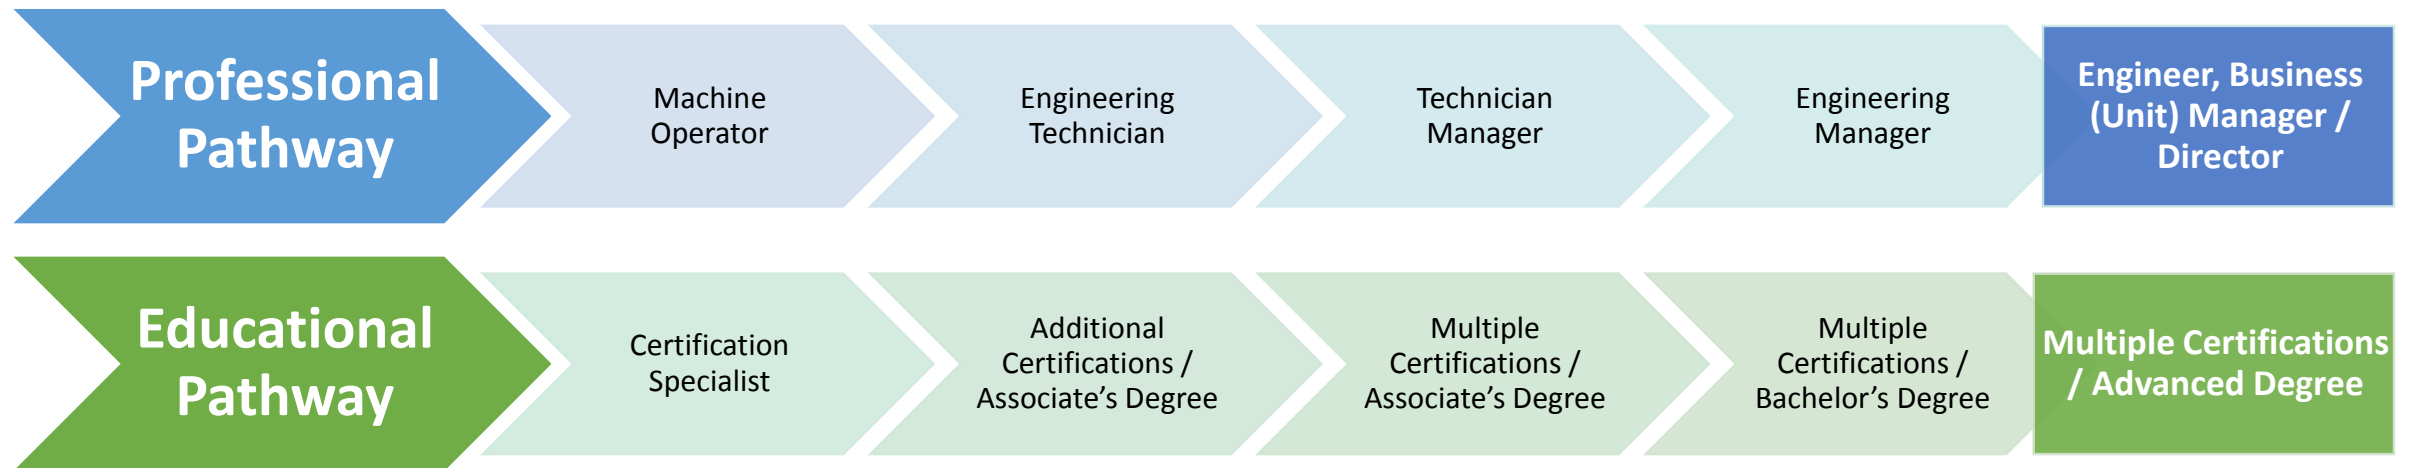 Professional
Pathway
Machine
Operator
Engineering
Technician
Technician
Manager
Engineering
Manager
Engineer, Business
(Unit) Manager /
Director
Educational
Pathway
Certification
Specialist
Additional
Certifications /
Associate’s Degree
Multiple
Certifications /
Associate’s Degree
Multiple
Certifications /
Bachelor’s Degree
Multiple Certifications
/ Advanced Degree